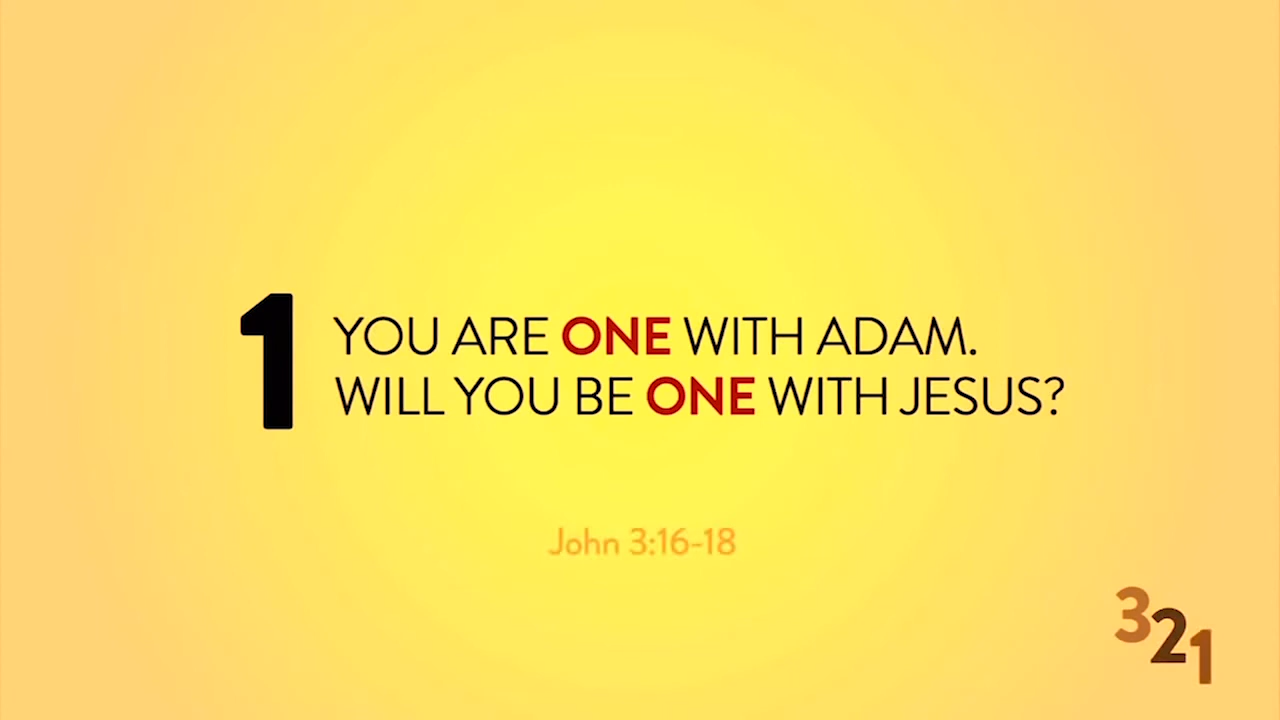 1
YOU ARE ONE WITH ADAM.
WILL YOU BE ONE WITH JESUS?
John 3:16-18
321